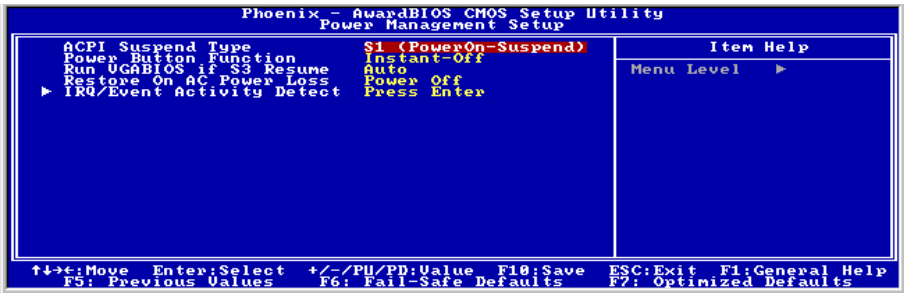 Phoenix - AwardBIOS CMOS Setup Utility
Power Management Setup
ACPI Suspend Type S1 (PowerOn-Suspend)
Power Button Function Instant-Off
Run VGABIOS if S3 Resume Auto
Restore On AC Power Loss Power Off
► IRQ/Event Activity Detect Press Enter
Item Help
Menu Level ►
↑↓→←:Move Enter:Select +/-/PU/PD:Value F10:Save ESC:Exit F1:General Help
F5: Previous Values F6: Fail-Safe Defaults F7: Optimized Defaults